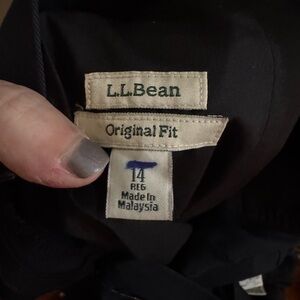 L.L.Bean
Original Fit
14
REG
Made in
Malaysia